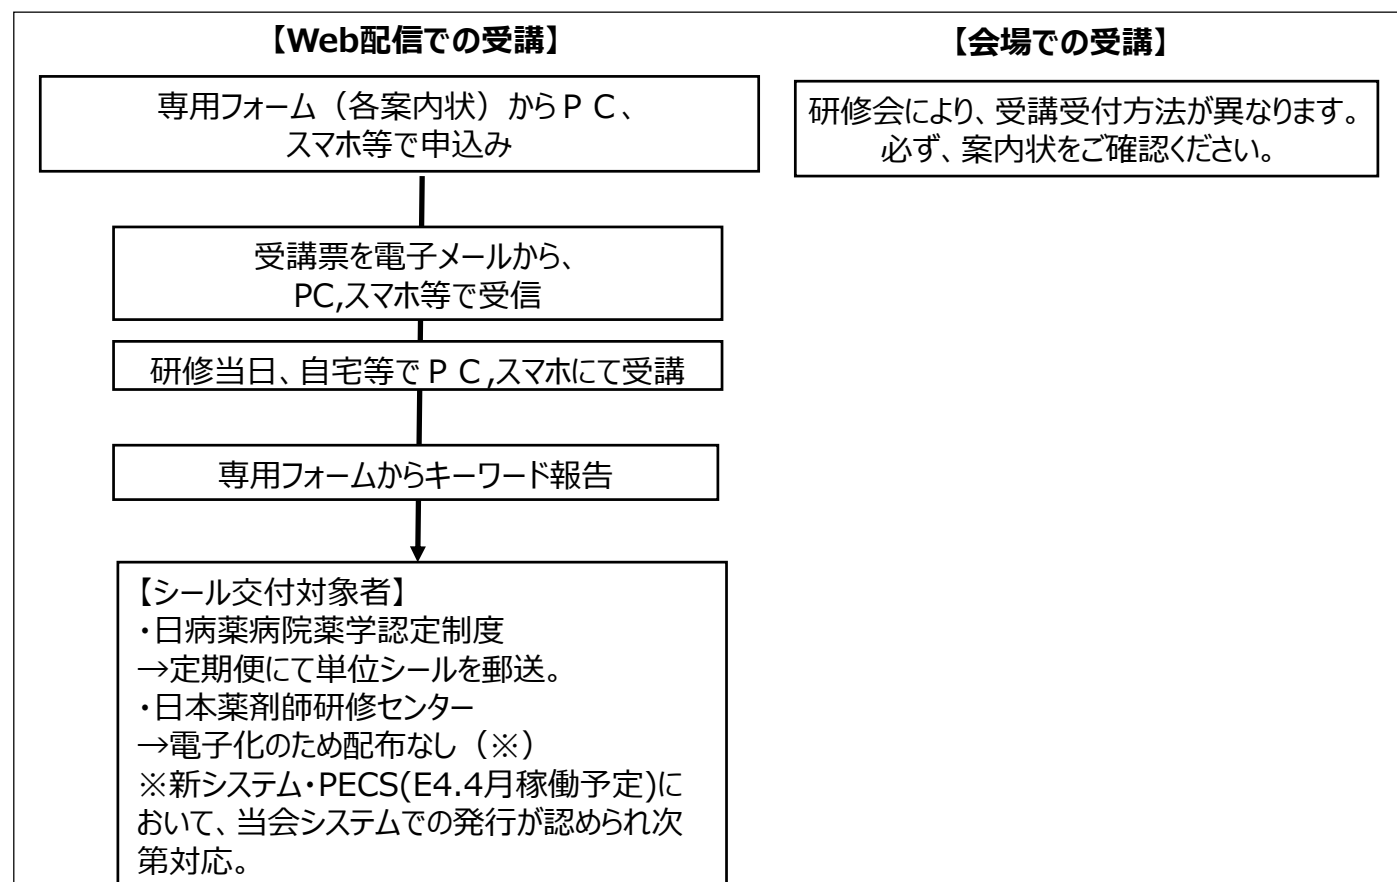 【Web配信での受講】
専用フォーム（各案内状）からＰＣ、
スマホ等で申込み
受講票を電子メールから、
PC,スマホ等で受信
研修当日、自宅等でＰＣ,スマホにて受講
専用フォームからキーワード報告
【シール交付対象者】
・日病薬病院薬学認定制度
→定期便にて単位シールを郵送。
・日本薬剤師研修センター
→電子化のため配布なし（※）
※新システム・PECS(E4.4月稼働予定)に
おいて、当会システムでの発行が認められ次
第対応。
【会場での受講】
研修会により、受講受付方法が異なります。
必ず、案内状をご確認ください。